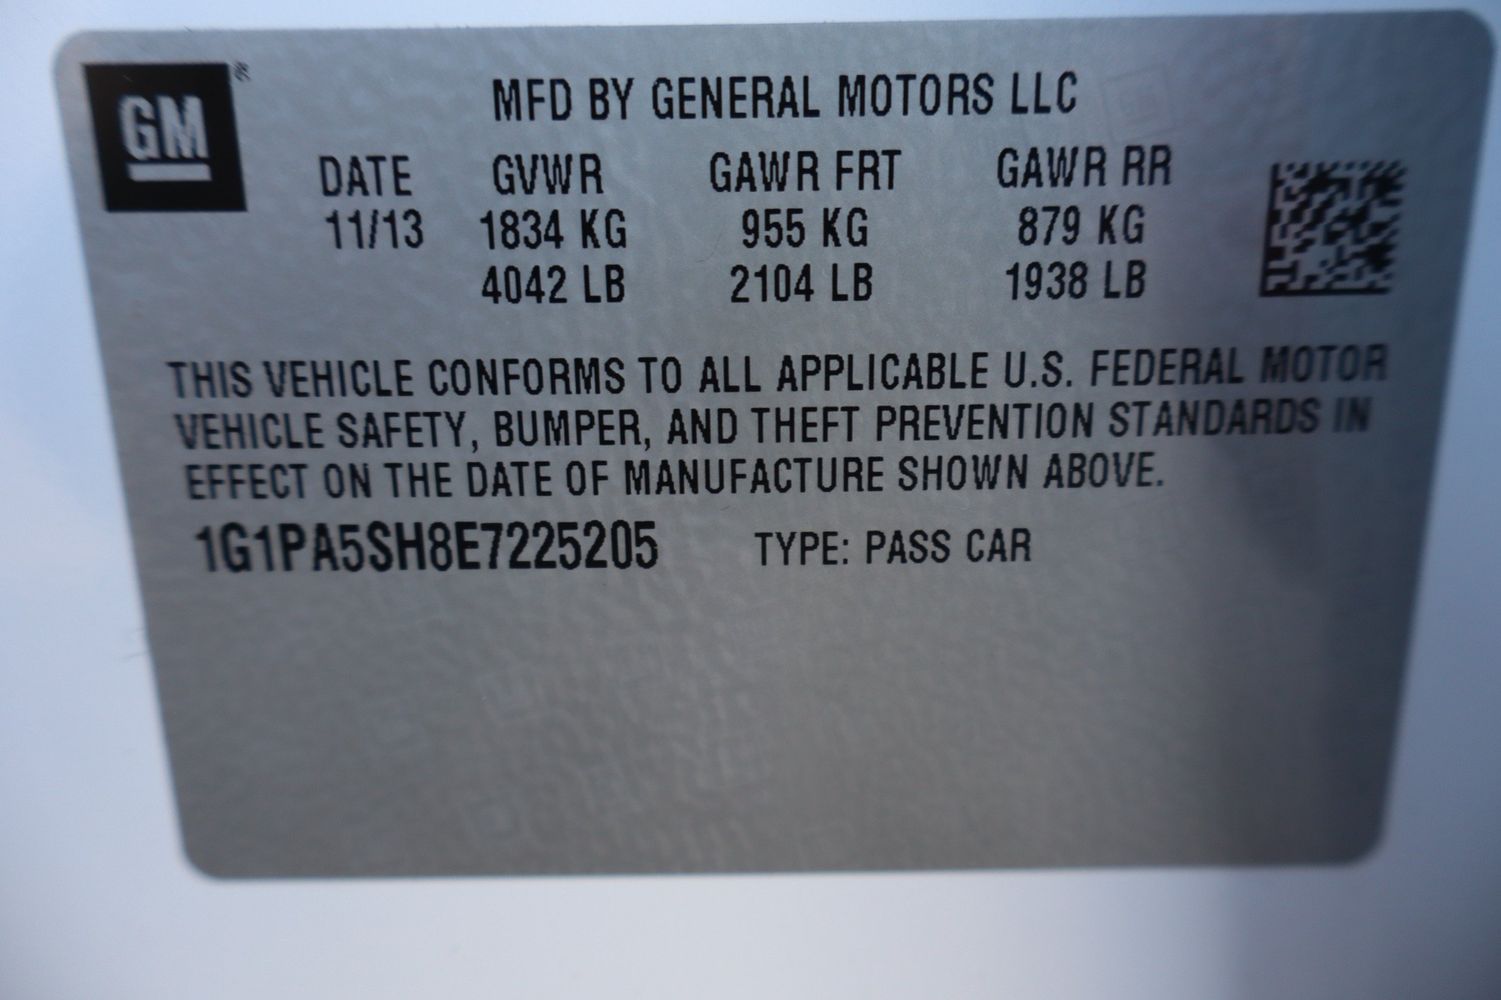 GM®
MFD BY GENERAL MOTORS LLC
DATE GVWR GAWR FRT GAWR RR
11/13 1834 KG 955 KG 879 KG
4042 LB 2104 LB 1938 LB
THIS VEHICLE CONFORMS TO ALL APPLICABLE U.S. FEDERAL MOTOR
VEHICLE SAFETY, BUMPER, AND THEFT PREVENTION STANDARDS IN
EFFECT ON THE DATE OF MANUFACTURE SHOWN ABOVE.
1G1PA5SH8E7225205 TYPE: PASS CAR